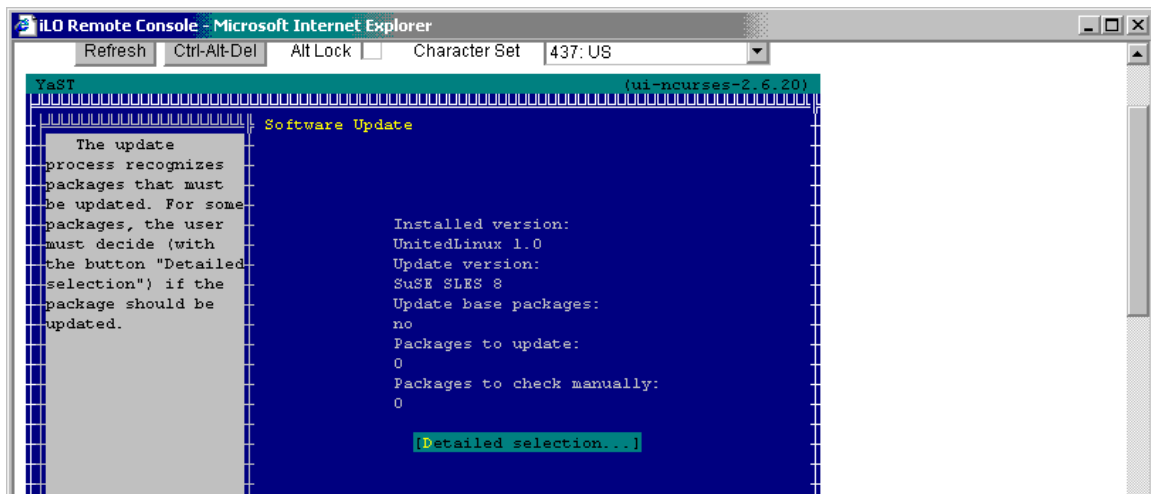 iLO Remote Console - Microsoft Internet Explorer
Refresh Ctrl-Alt-Del Alt Lock Character Set 437: US
YaST (ui-ncurses-2.6.20)
Software Update
The update
process recognizes
packages that must
be updated. For some
packages, the user
must decide (with
the button "Detailed
selection") if the
package should be
updated.
Installed version:
UnitedLinux 1.0
Update version:
SuSE SLES 8
Update base packages:
no
Packages to update:
0
Packages to check manually:
0
[Detailed selection...]